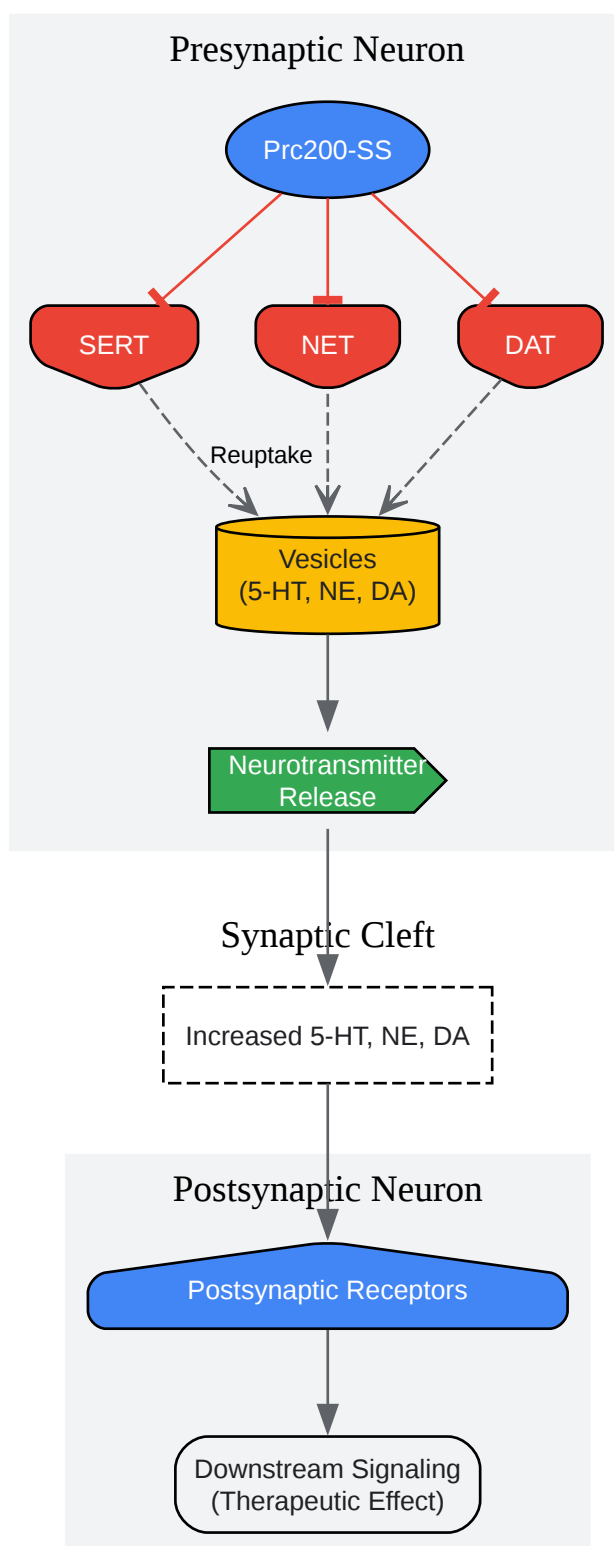 Presynaptic Neuron
Prc200-SS
SERT
NET
DAT
Reuptake
Vesicles
(5-HT, NE, DA)
Neurotransmitter
Release
Synaptic Cleft
Increased 5-HT, NE, DA
Postsynaptic Neuron
Postsynaptic Receptors
Downstream Signaling
(Therapeutic Effect)